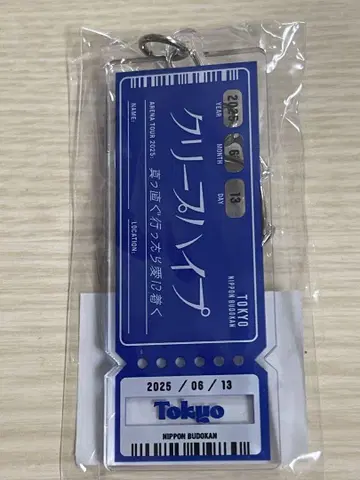 2025 6 13
YEAR MONTH DAY
TOKYO
NIPPON BUDOKAN
クリープハイプ
ARENA TOUR 2025. 真っ直ぐ行ったら愛に着く
NAME:
LOCATION:
2025 / 06 / 13
Tokyo
NIPPON BUDOKAN